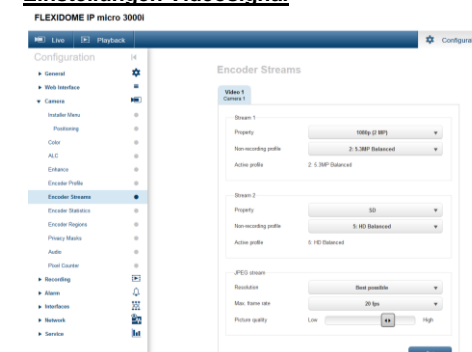 Einstellungen Videosignal
FLEXIDOME IP micro 3000i
Live Playback Configura
Configuration
General
Web Interface
Camera
Installer Menu
Positioning
Color
ALC
Enhance
Encoder Profile
Encoder Streams
Encoder Statistics
Encoder Regions
Privacy Masks
Audio
Pixel Counter
Recording
Alarm
Interfaces
Network
Service
Encoder Streams
Video 1
Camera 1
Stream 1
Property 1080p (2 MP)
Non-recording profile 2: 5.3MP Balanced
Active profile 2: 5.3MP Balanced
Stream 2
Property SD
Non-recording profile 5: HD Balanced
Active profile 5: HD Balanced
JPEG stream
Resolution Best possible
Max. frame rate 20 fps
Picture quality Low High